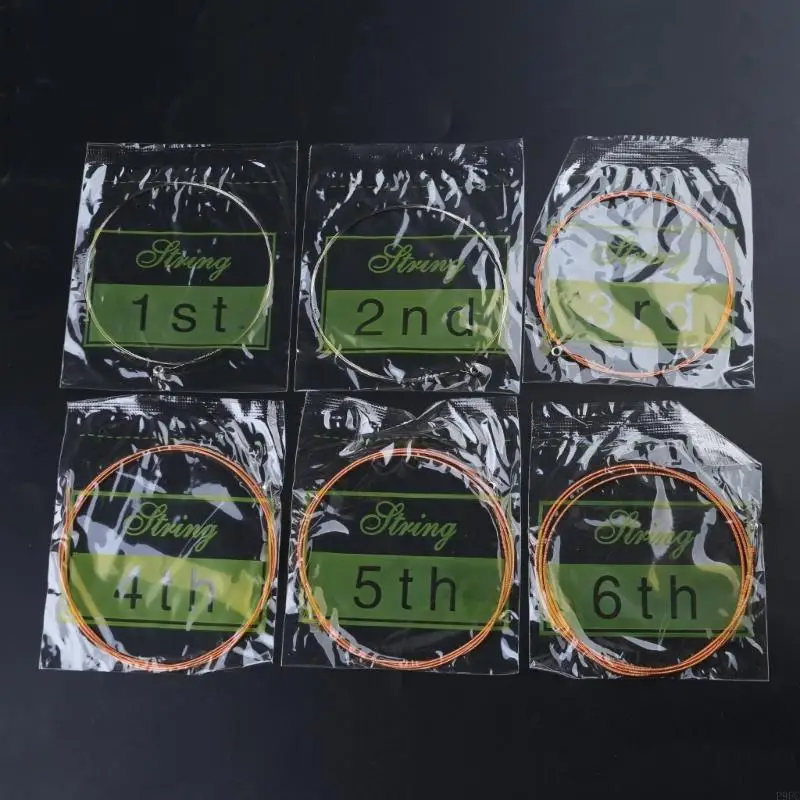 String
1st
String
2nd
String
3rd
String
4th
String
5th
String
6th